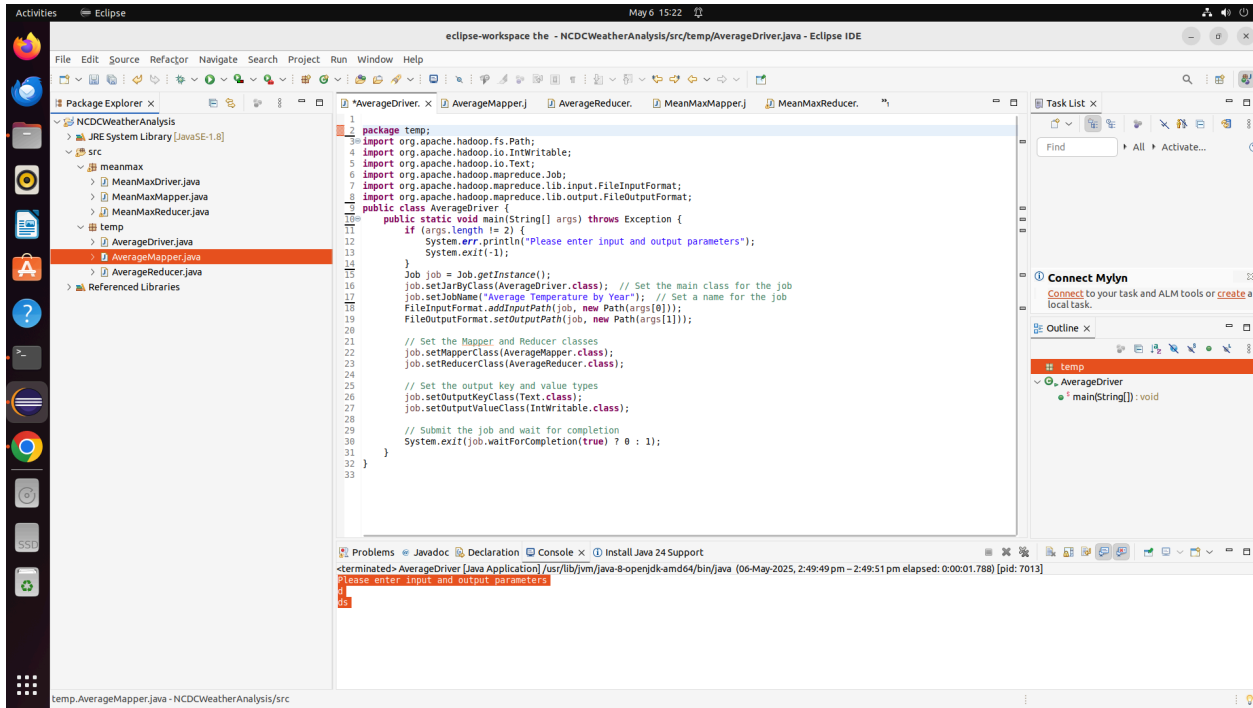 Activities
Eclipse
May 6 15:22
eclipse-workspace the - NCDCWeatherAnalysis/src/temp/AverageDriver.java - Eclipse IDE
File Edit Source Refactor Navigate Search Project Run Window Help
Package Explorer
NCDCWeatherAnalysis
JRE System Library [JavaSE-1.8]
src
meanmax
MeanMaxDriver.java
MeanMaxMapper.java
MeanMaxReducer.java
temp
AverageDriver.java
AverageMapper.java
AverageReducer.java
Referenced Libraries
*AverageDriver. AverageMapper.j AverageReducer. MeanMaxMapper.j MeanMaxReducer. »1
1
2 package temp;
3 import org.apache.hadoop.fs.Path;
4 import org.apache.hadoop.io.IntWritable;
5 import org.apache.hadoop.io.Text;
6 import org.apache.hadoop.mapreduce.Job;
7 import org.apache.hadoop.mapreduce.lib.input.FileInputFormat;
8 import org.apache.hadoop.mapreduce.lib.output.FileOutputFormat;
9 public class AverageDriver {
10 public static void main(String[] args) throws Exception {
11 if (args.length != 2) {
12 System.err.println("Please enter input and output parameters");
13 System.exit(-1);
14 }
15 Job job = Job.getInstance();
16 job.setJarByClass(AverageDriver.class); // Set the main class for the job
17 job.setJobName("Average Temperature by Year"); // Set a name for the job
18 FileInputFormat.addInputPath(job, new Path(args[0]));
19 FileOutputFormat.setOutputPath(job, new Path(args[1]));
20
21 // Set the Mapper and Reducer classes
22 job.setMapperClass(AverageMapper.class);
23 job.setReducerClass(AverageReducer.class);
24
25 // Set the output key and value types
26 job.setOutputKeyClass(Text.class);
27 job.setOutputValueClass(IntWritable.class);
28
29 // Submit the job and wait for completion
30 System.exit(job.waitForCompletion(true) ? 0 : 1);
31 }
32 }
33
Task List
Find All Activate...
Connect Mylyn
Connect to your task and ALM tools or create a
local task.
Outline
temp
AverageDriver
main(String[]) : void
Problems Javadoc Declaration Console Install Java 24 Support
<terminated> AverageDriver [Java Application] /usr/lib/jvm/java-8-openjdk-amd64/bin/java (06-May-2025, 2:49:49 pm – 2:49:51 pm elapsed: 0:00:01.788) [pid: 7013]
Please enter input and output parameters
d
ds
SSD
temp.AverageMapper.java - NCDCWeatherAnalysis/src